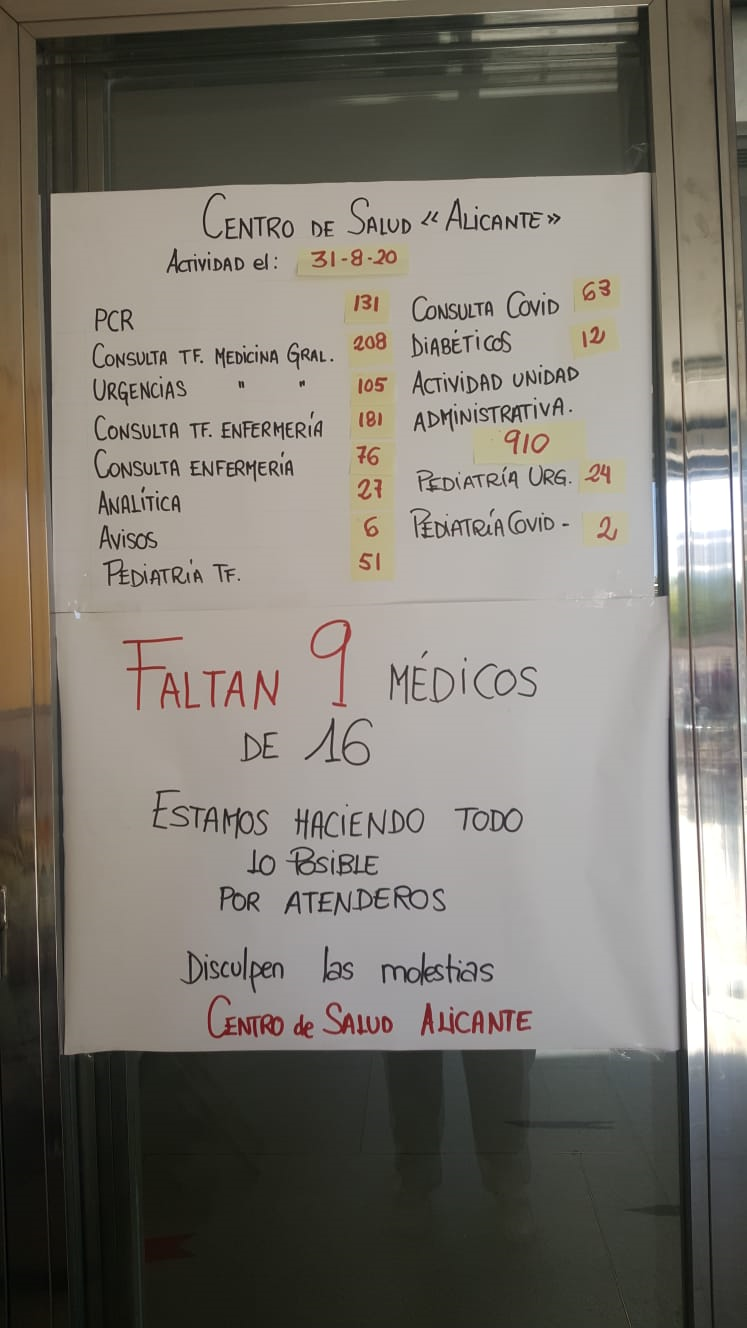 CENTRO DE SALUD « ALICANTE »
ACTIVIDAD el: 31-8-20
PCR 131
CONSULTA TF. MEDICINA GRAL. 208
URGENCIAS " " 105
CONSULTA TF. ENFERMERÍA 181
CONSULTA ENFERMERÍA 76
ANALÍTICA 27
AVISOS 6
PEDIATRÍA TF. 51
CONSULTA COVID 63
DIABÉTICOS 12
ACTIVIDAD UNIDAD
ADMINISTRATIVA.
910
PEDIATRÍA URG. 24
PEDIATRÍA COVID - 2
FALTAN 9 MÉDICOS
DE 16
ESTAMOS HACIENDO TODO
LO POSIBLE
POR ATENDEROS
Disculpen las molestias
CENTRO de SALUD ALICANTE